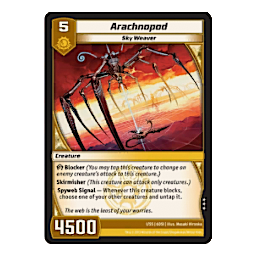 5
Arachnopod
Sky Weaver
Creature
Blocker (You may tap this creature to change an
enemy creature's attack to this creature.)
Skirmisher (This creature can attack only creatures.)
Spyweb Signal — Whenever this creature
blocks, choose one of your other creatures and untap it.
The web is the least of your worries.
4500